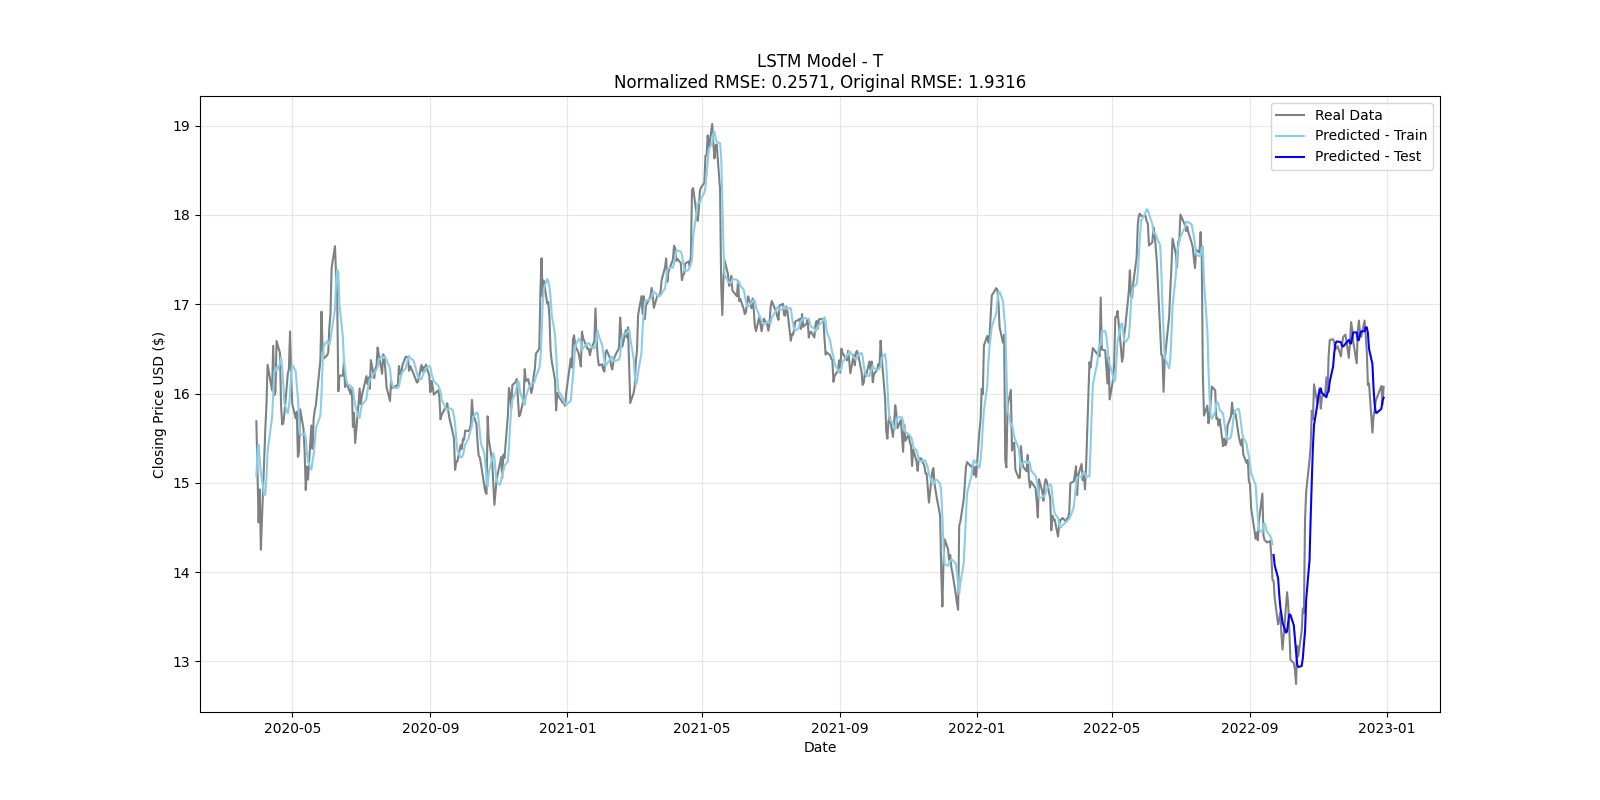 LSTM Model - T
Normalized RMSE: 0.2571, Original RMSE: 1.9316
Real Data
Predicted - Train
Predicted - Test
Closing Price USD ($)
19
18
17
16
15
14
13
2020-05
2020-09
2021-01
2021-05
2021-09
2022-01
2022-05
2022-09
2023-01
Date